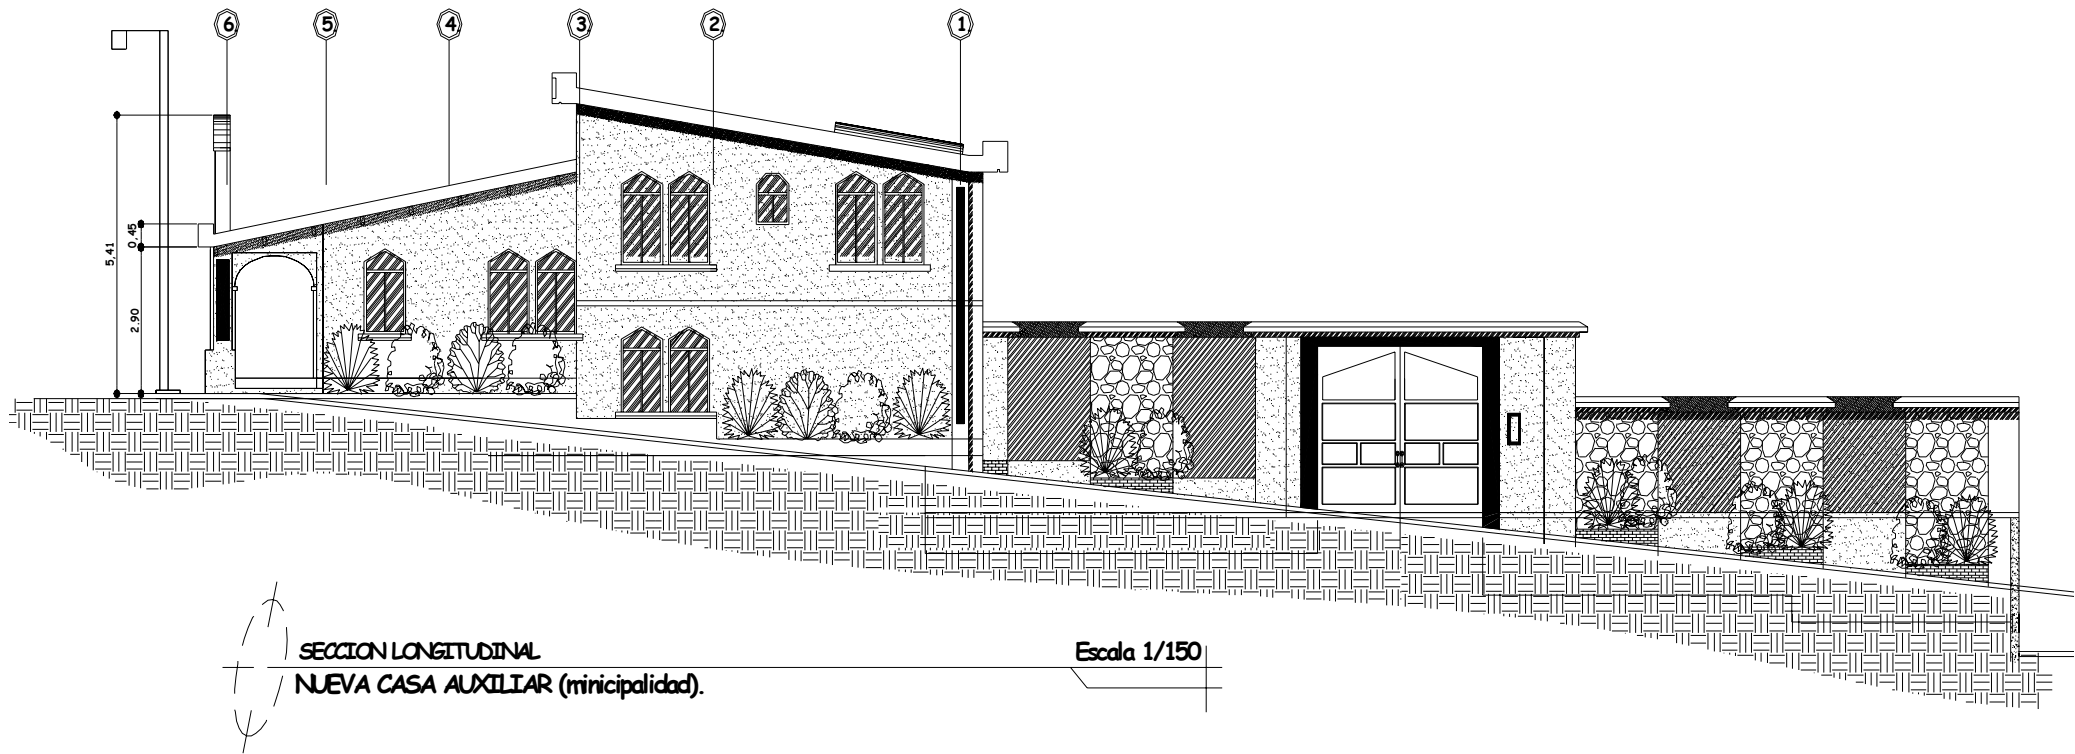 6 5 4 3 2 1
5,41
0,45
2.90
SECCION LONGITUDINAL
Escala 1/150
NUEVA CASA AUXILIAR (minicipalidad).